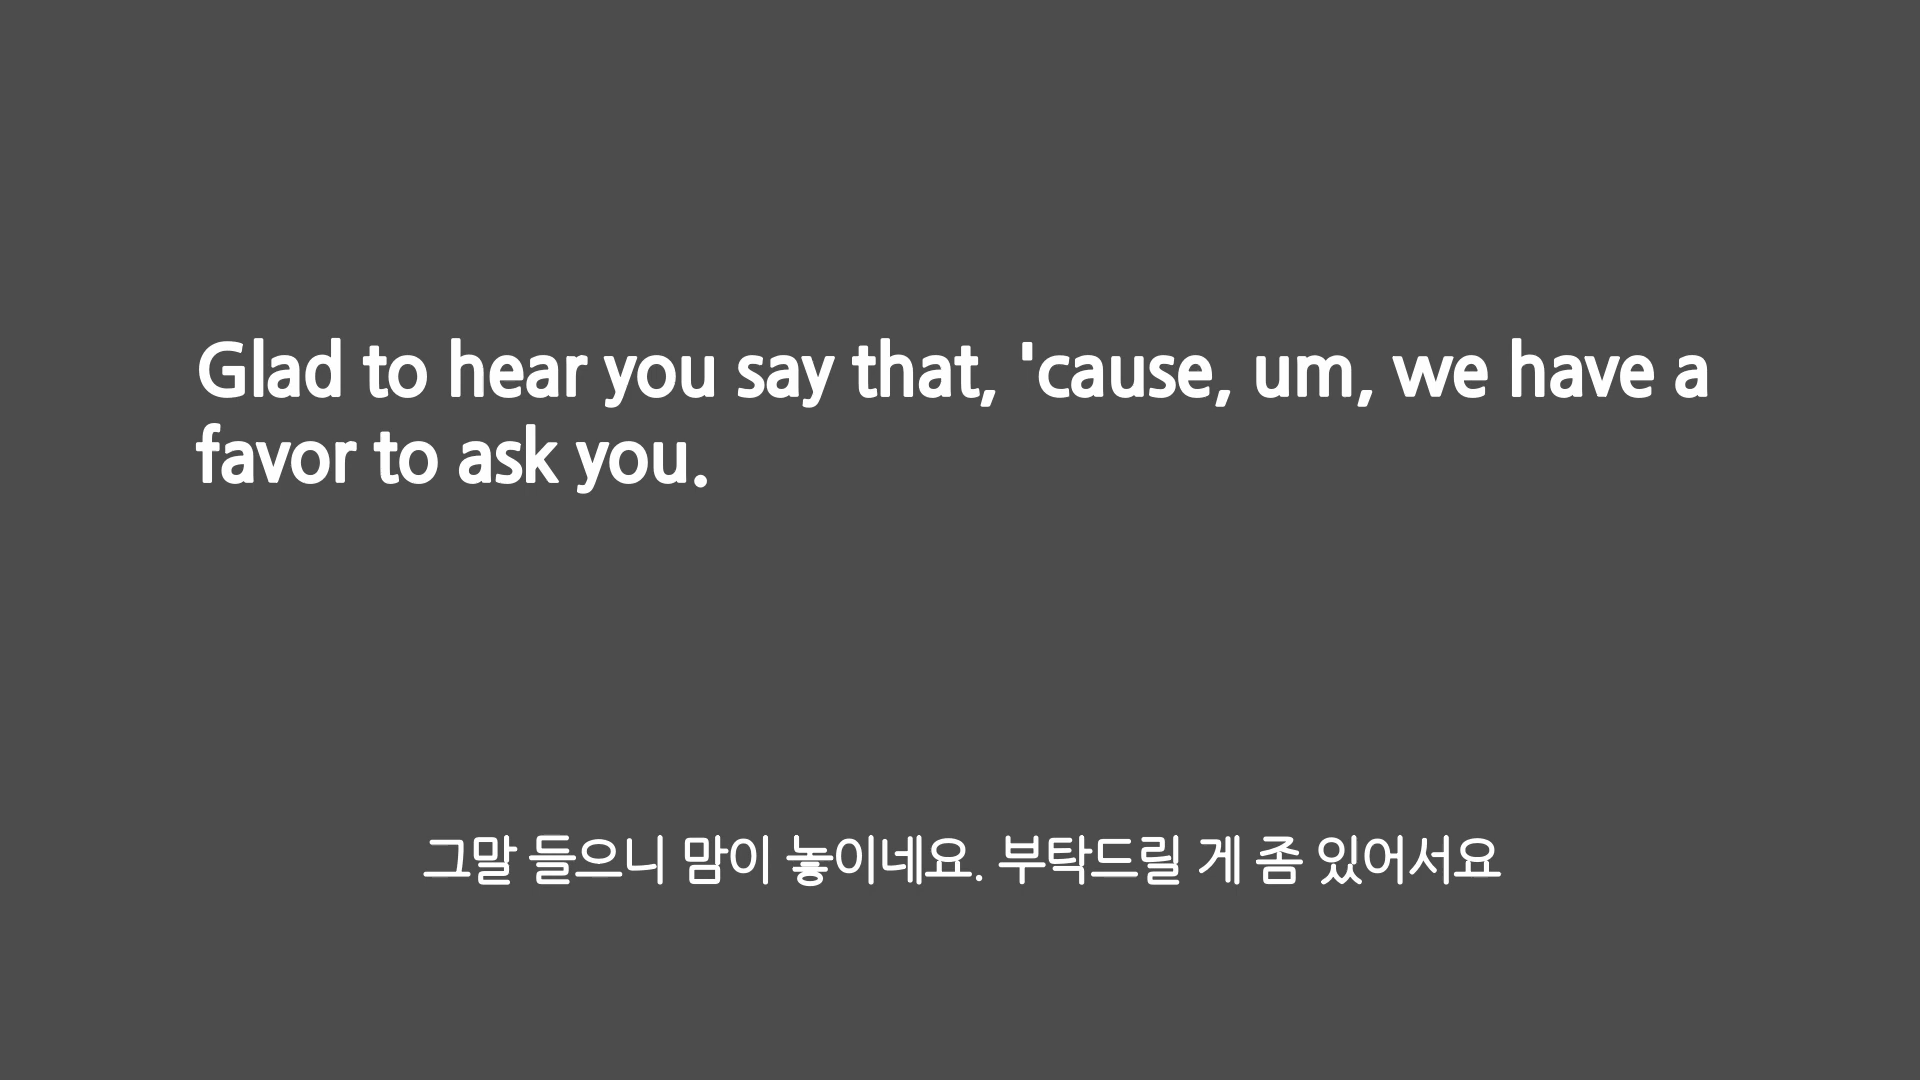 Glad to hear you say that, 'cause, um, we have a
favor to ask you.
그말 들으니 맘이 놓이네요. 부탁드릴 게 좀 있어서요